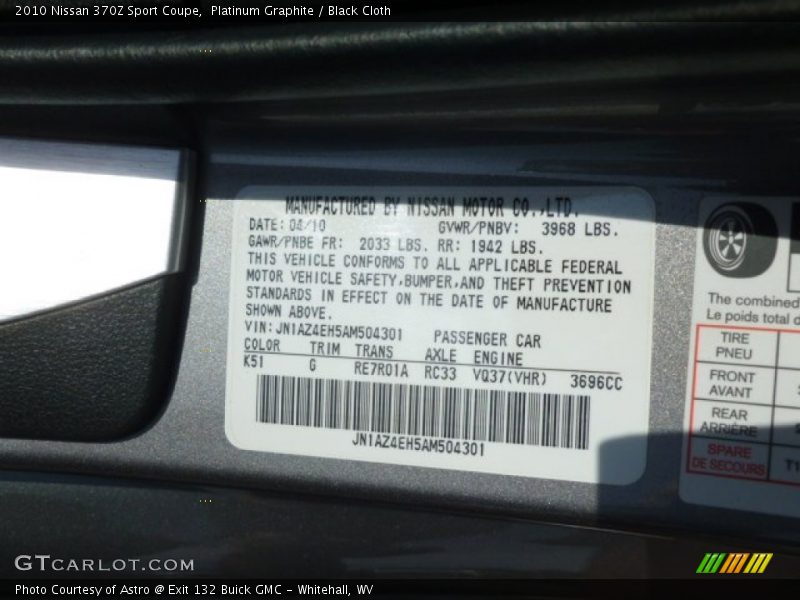 2010 Nissan 370Z Sport Coupe, Platinum Graphite / Black Cloth
MANUFACTURED BY NISSAN MOTOR CO.,LTD.
DATE: 04/10 GVWR/PNBV: 3968 LBS.
GAWR/PNBE FR: 2033 LBS. RR: 1942 LBS.
THIS VEHICLE CONFORMS TO ALL APPLICABLE FEDERAL
MOTOR VEHICLE SAFETY,BUMPER,AND THEFT PREVENTION
STANDARDS IN EFFECT ON THE DATE OF MANUFACTURE
SHOWN ABOVE.
VIN: JN1AZ4EH5AM504301 PASSENGER CAR
COLOR TRIM TRANS AXLE ENGINE
K51 G RE7R01A RC33 VQ37(VHR) 3696CC
JN1AZ4EH5AM504301
The combined
Le poids total d
TIRE
PNEU
FRONT
AVANT
REAR
ARRIÈRE
SPARE
DE SECOURS
GTCARLOT.COM
Photo Courtesy of Astro @ Exit 132 Buick GMC - Whitehall, WV